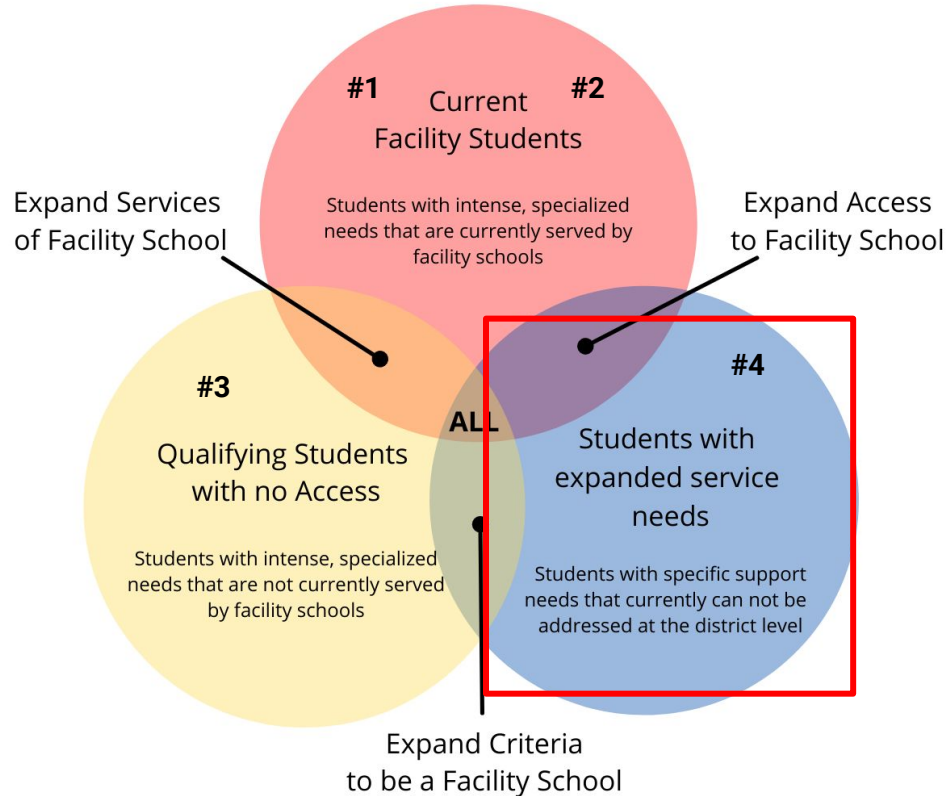 #1
#2
Current
Facility Students
Students with intense, specialized
needs that are currently served by
facility schools
Expand Services
of Facility School
Expand Access
to Facility School
#3
Qualifying Students
with no Access
Students with intense, specialized
needs that are not currently served
by facility schools
ALL
#4
Students with
expanded service
needs
Students with specific support
needs that currently can not be
addressed at the district level
Expand Criteria
to be a Facility School